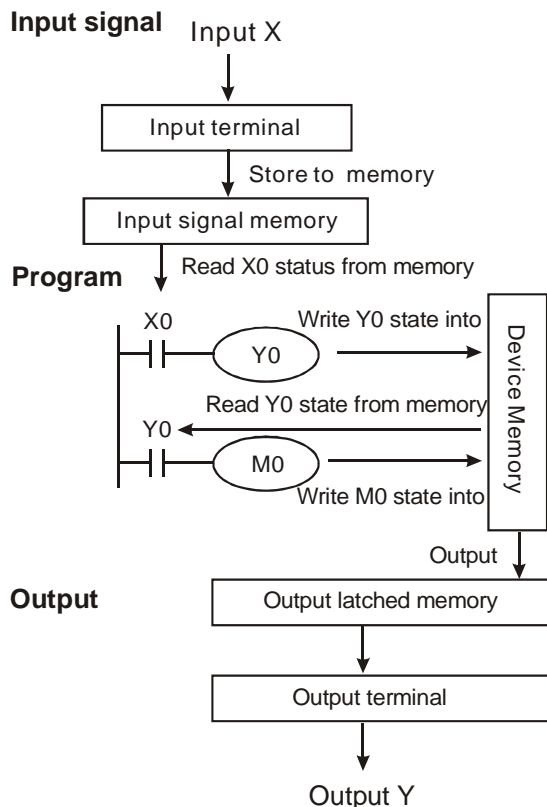 Input signal
Input X
Input terminal
Store to memory
Input signal memory
Read X0 status from memory
Program
X0
Write Y0 state into
Y0
Device Memory
Read Y0 state from memory
Y0
M0
Write M0 state into
Output
Output
Output latched memory
Output terminal
Output Y